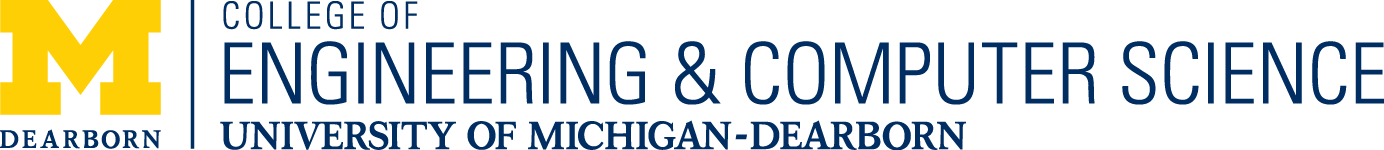 M
DEARBORN
COLLEGE OF
ENGINEERING & COMPUTER SCIENCE
UNIVERSITY OF MICHIGAN-DEARBORN